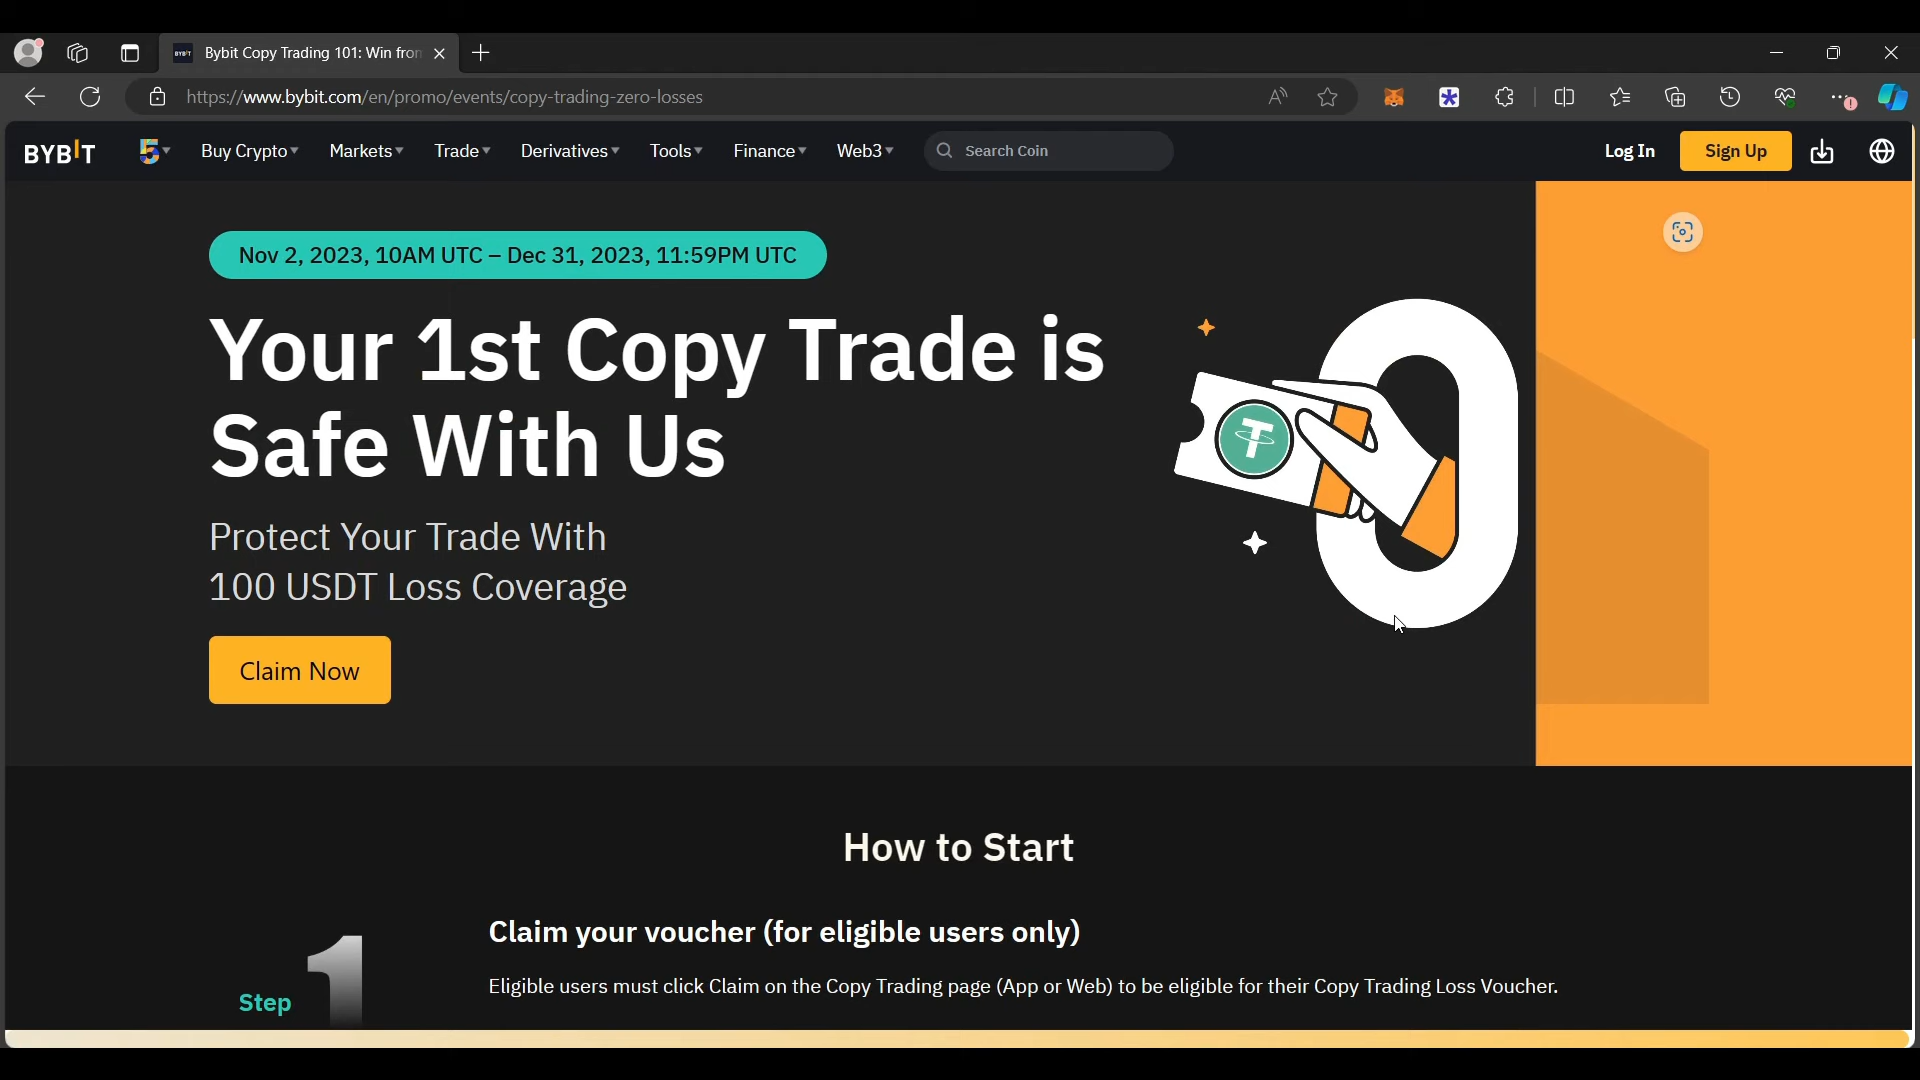 Bybit Copy Trading 101: Win from
https://www.bybit.com/en/promo/events/copy-trading-zero-losses
BYBIT
5
Buy Crypto
Markets
Trade
Derivatives
Tools
Finance
Web3
Search Coin
Log In
Sign Up
Nov 2, 2023, 10AM UTC – Dec 31, 2023, 11:59PM UTC
Your 1st Copy Trade is
Safe With Us
Protect Your Trade With
100 USDT Loss Coverage
Claim Now
How to Start
Claim your voucher (for eligible users only)
Step 1
Eligible users must click Claim on the Copy Trading page (App or Web) to be eligible for their Copy Trading Loss Voucher.